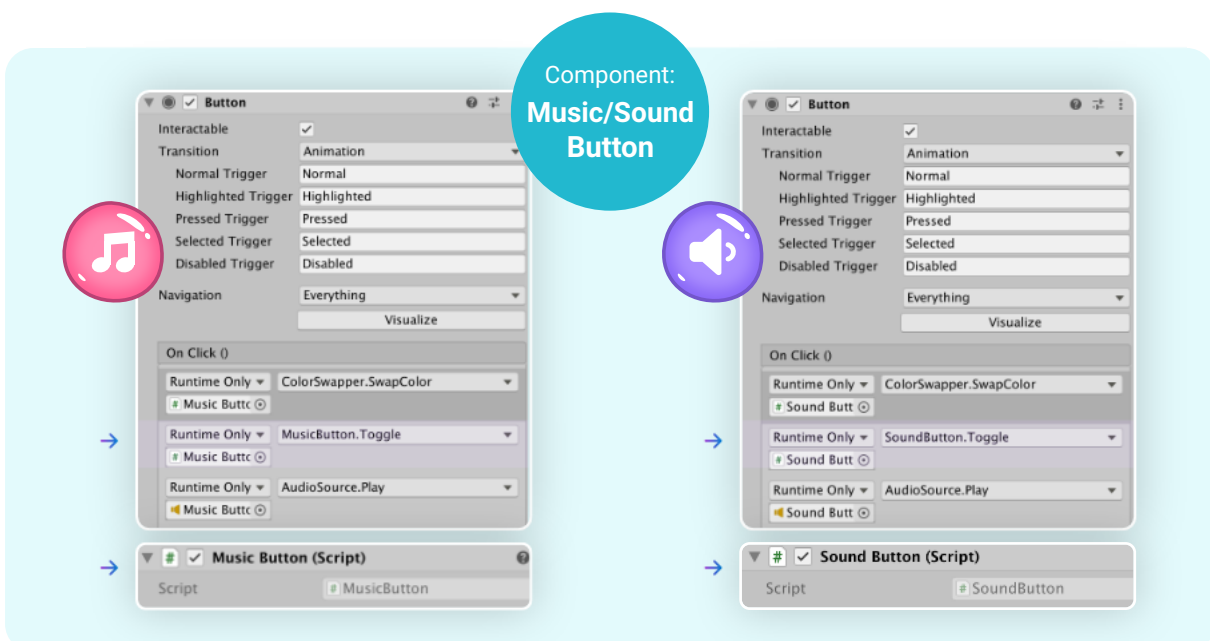 Component:
Music/Sound
Button
Button
Interactable
Transition Animation
Normal Trigger Normal
Highlighted Trigger Highlighted
Pressed Trigger Pressed
Selected Trigger Selected
Disabled Trigger Disabled
Navigation Everything
Visualize
On Click ()
Runtime Only ColorSwapper.SwapColor
# Music Buttc
Runtime Only MusicButton.Toggle
# Music Buttc
Runtime Only AudioSource.Play
Music Buttc
# Music Button (Script)
Script # MusicButton
Button
Interactable
Transition Animation
Normal Trigger Normal
Highlighted Trigger Highlighted
Pressed Trigger Pressed
Selected Trigger Selected
Disabled Trigger Disabled
Navigation Everything
Visualize
On Click ()
Runtime Only ColorSwapper.SwapColor
# Sound Butt
Runtime Only SoundButton.Toggle
# Sound Butt
Runtime Only AudioSource.Play
Sound Butt
# Sound Button (Script)
Script # SoundButton